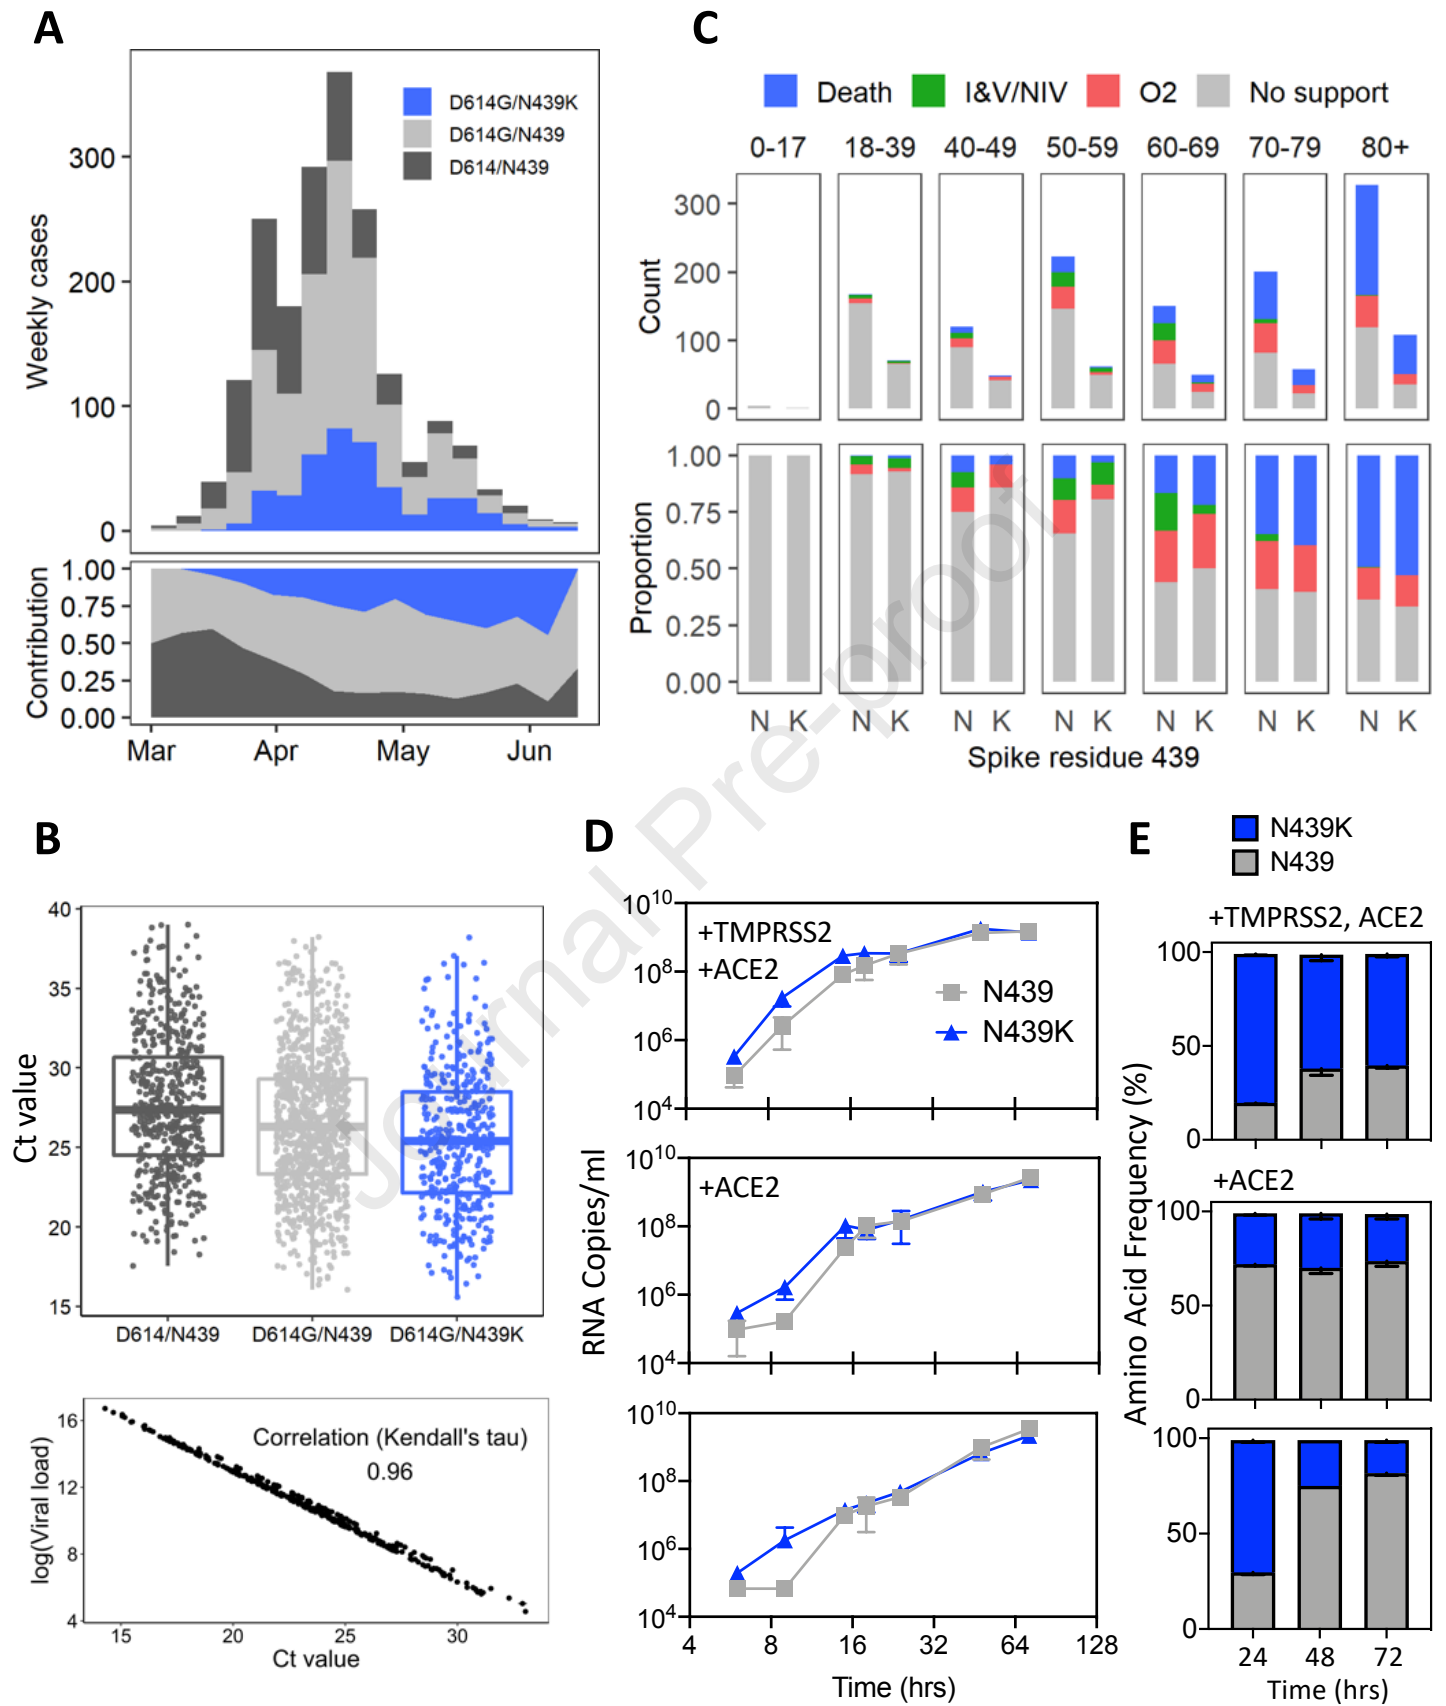 A
Weekly cases
300
200
100
0
D614G/N439K
D614G/N439
D614/N439
Contribution
1.00
0.75
0.50
0.25
0.00
Mar Apr May Jun
C
Death I&V/NIV O2 No support
0-17 18-39 40-49 50-59 60-69 70-79 80+
Count
300
200
100
0
Proportion
1.00
0.75
0.50
0.25
0.00
N K N K N K N K N K N K N K
Spike residue 439
Journal Pre-proof
B
Ct value
40
35
30
25
20
15
D614/N439 D614G/N439 D614G/N439K
log(Viral load)
16
12
8
4
Correlation (Kendall's tau)
0.96
15 20 25 30
Ct value
D
RNA Copies/ml
10^10
10^8
10^6
10^4
+TMPRSS2
+ACE2
N439
N439K
10^10
10^8
10^6
10^4
+ACE2
10^10
10^8
10^6
10^4
4 8 16 32 64 128
Time (hrs)
E
N439K
N439
Amino Acid Frequency (%)
+TMPRSS2, ACE2
100
50
0
+ACE2
100
50
0
100
50
0
24 48 72
Time (hrs)